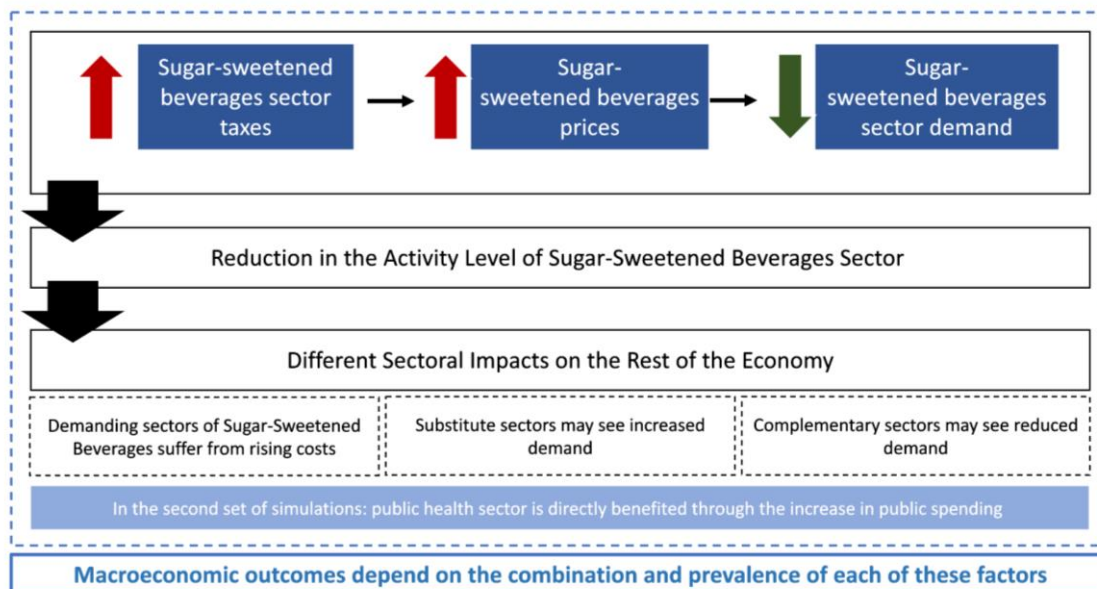 Sugar-sweetened
beverages sector
taxes
Sugar-
sweetened beverages
prices
Sugar-
sweetened beverages
sector demand
Reduction in the Activity Level of Sugar-Sweetened Beverages Sector
Different Sectoral Impacts on the Rest of the Economy
Demanding sectors of Sugar-Sweetened
Beverages suffer from rising costs
Substitute sectors may see increased
demand
Complementary sectors may see reduced
demand
In the second set of simulations: public health sector is directly benefited through the increase in public spending
Macroeconomic outcomes depend on the combination and prevalence of each of these factors